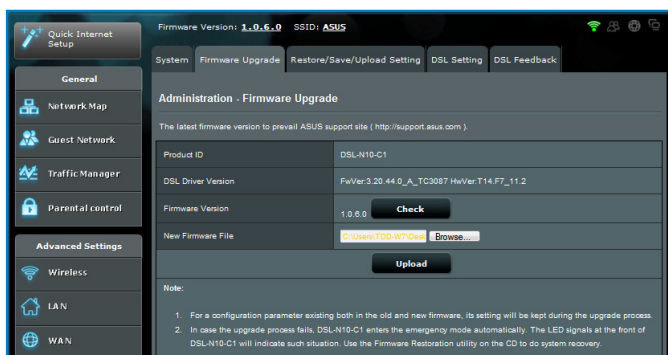 Quick Internet
Setup
Firmware Version: 1.0.6.0 SSID: ASUS
System Firmware Upgrade Restore/Save/Upload Setting DSL Setting DSL Feedback
General
Network Map
Guest Network
Traffic Manager
Parental control
Advanced Settings
Wireless
LAN
WAN
Administration - Firmware Upgrade
The latest firmware version to prevail ASUS support site ( http://support.asus.com ).
Product ID DSL-N10-C1
DSL Driver Version FwVer:3.20.44.0_A_TC3087 HwVer:T14.F7_11.2
Firmware Version 1.0.6.0 Check
New Firmware File C:\Users\TDD-W7\Desk Browse...
Upload
Note:
1. For a configuration parameter existing both in the old and new firmware, its setting will be kept during the upgrade process.
2. In case the upgrade process fails, DSL-N10-C1 enters the emergency mode automatically. The LED signals at the front of
DSL-N10-C1 will indicate such situation. Use the Firmware Restoration utility on the CD to do system recovery.